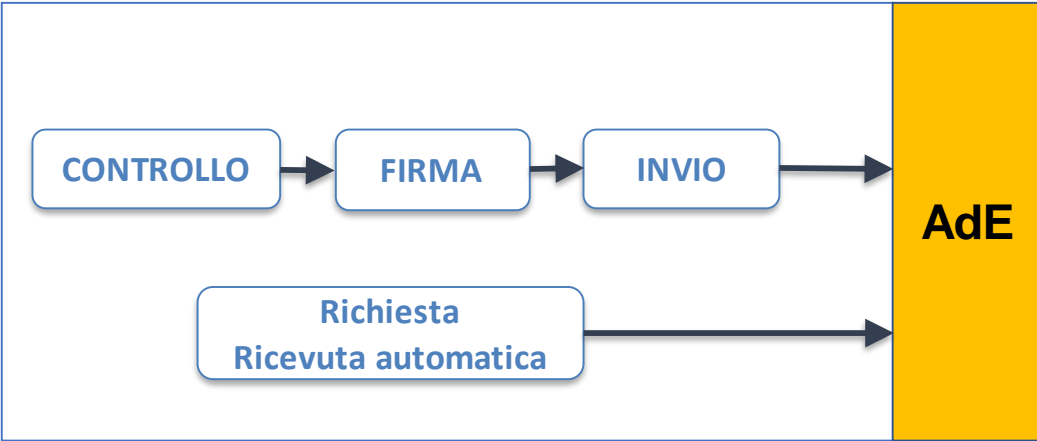 CONTROLLO
FIRMA
INVIO
AdE
Richiesta
Ricevuta automatica